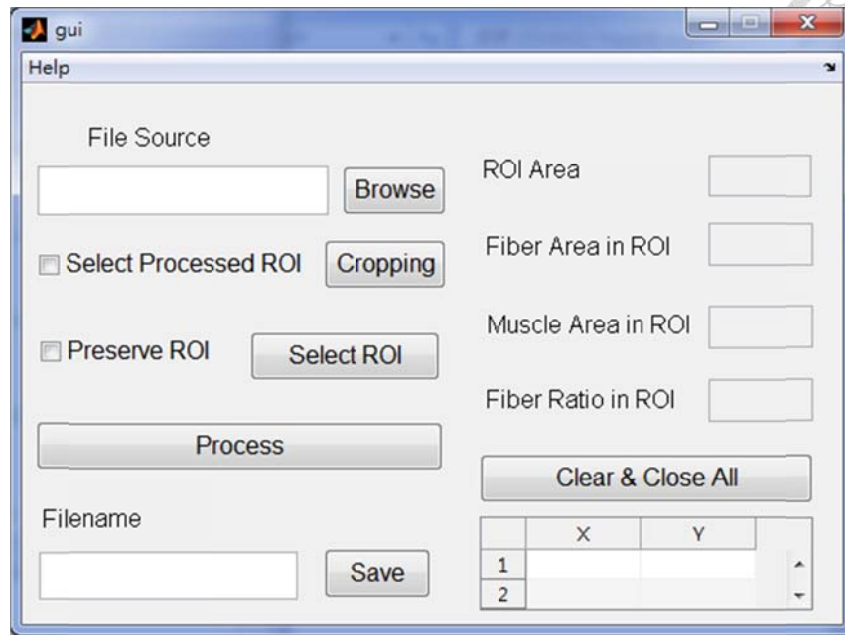 gui
Help
File Source
Browse
Select Processed ROI
Cropping
Preserve ROI
Select ROI
Process
Filename
Save
ROI Area
Fiber Area in ROI
Muscle Area in ROI
Fiber Ratio in ROI
Clear & Close All
X Y
1
2